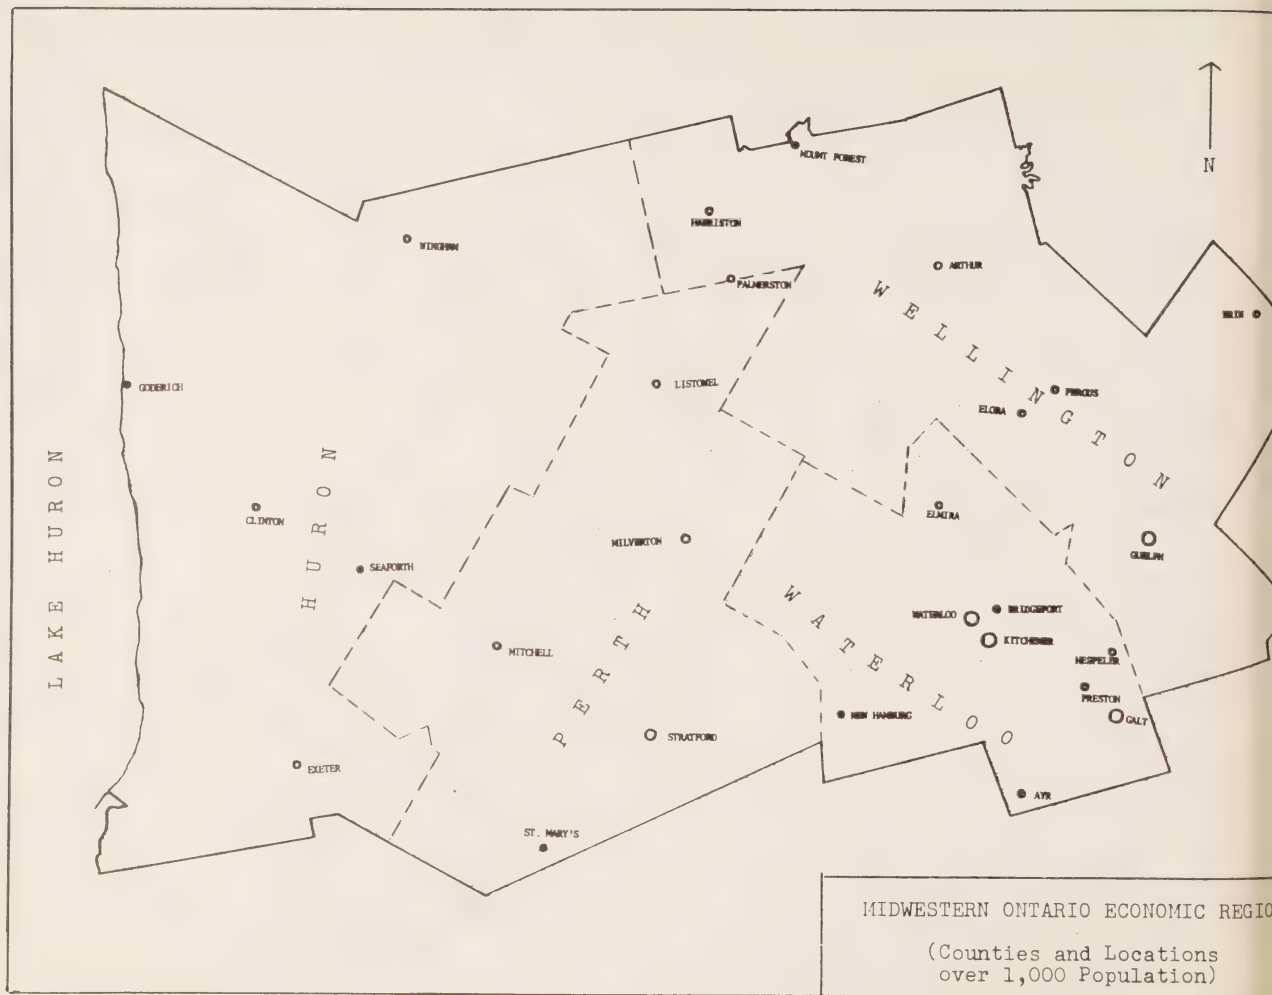 N
MOUNT FOREST
HARRISTON
WINGHAM
ARTHUR
PALMERSTON
ERIN
WELLINGTON
GODERICH
LISTOWEL
FERGUS
ELORA
LAKE HURON
HURON
CLINTON
ELMIRA
MILVERTON
GUELPH
SEAFORTH
WATERLOO
BRIDGEPORT
WATERLOO
KITCHENER
PERTH
MITCHELL
HESPELER
PRESTON
NEW HAMBURG
GALT
STRATFORD
EXETER
AYR
ST. MARY'S
MIDWESTERN ONTARIO ECONOMIC REGIO
(Counties and Locations
over 1,000 Population)